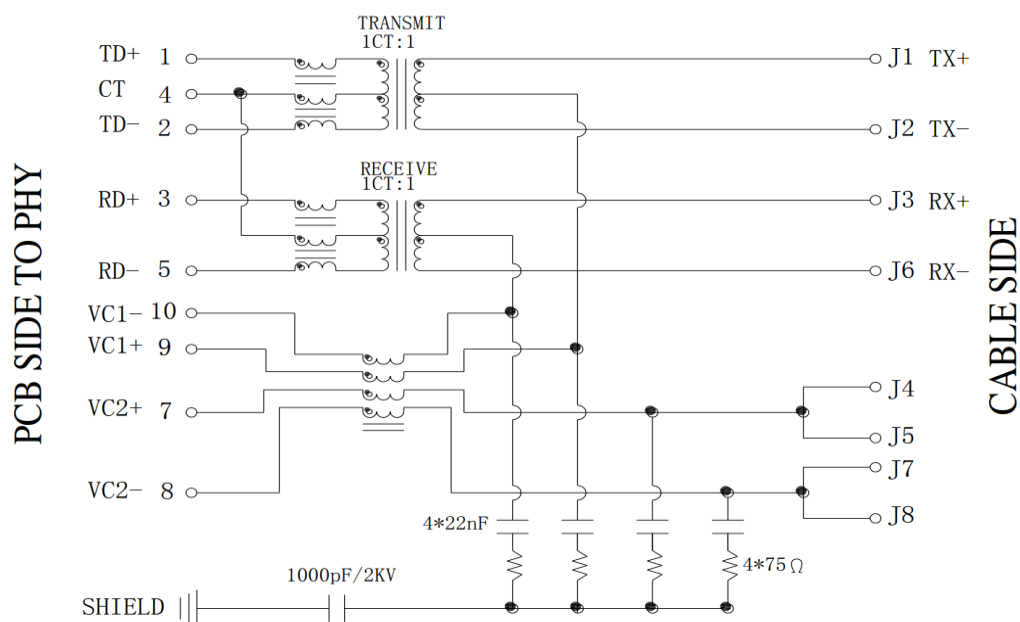 TRANSMIT
1CT:1
TD+ 1
J1 TX+
CT 4
TD- 2
J2 TX-
RECEIVE
1CT:1
RD+ 3
J3 RX+
RD- 5
J6 RX-
VC1- 10
VC1+ 9
VC2+ 7
J4
J5
J7
VC2- 8
J8
4*22nF
4*75Ω
1000pF/2KV
SHIELD
PCB SIDE TO PHY
CABLE SIDE